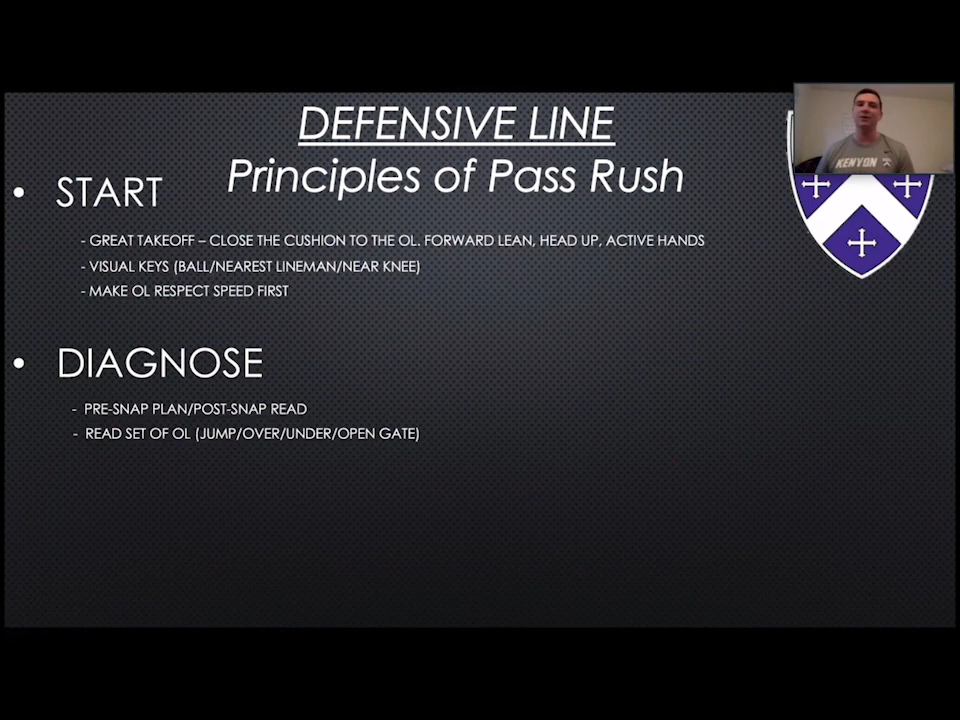 DEFENSIVE LINE
Principles of Pass Rush
• START
- GREAT TAKEOFF – CLOSE THE CUSHION TO THE OL. FORWARD LEAN, HEAD UP, ACTIVE HANDS
- VISUAL KEYS (BALL/NEAREST LINEMAN/NEAR KNEE)
- MAKE OL RESPECT SPEED FIRST
• DIAGNOSE
- PRE-SNAP PLAN/POST-SNAP READ
- READ SET OF OL (JUMP/OVER/UNDER/OPEN GATE)
KENYON